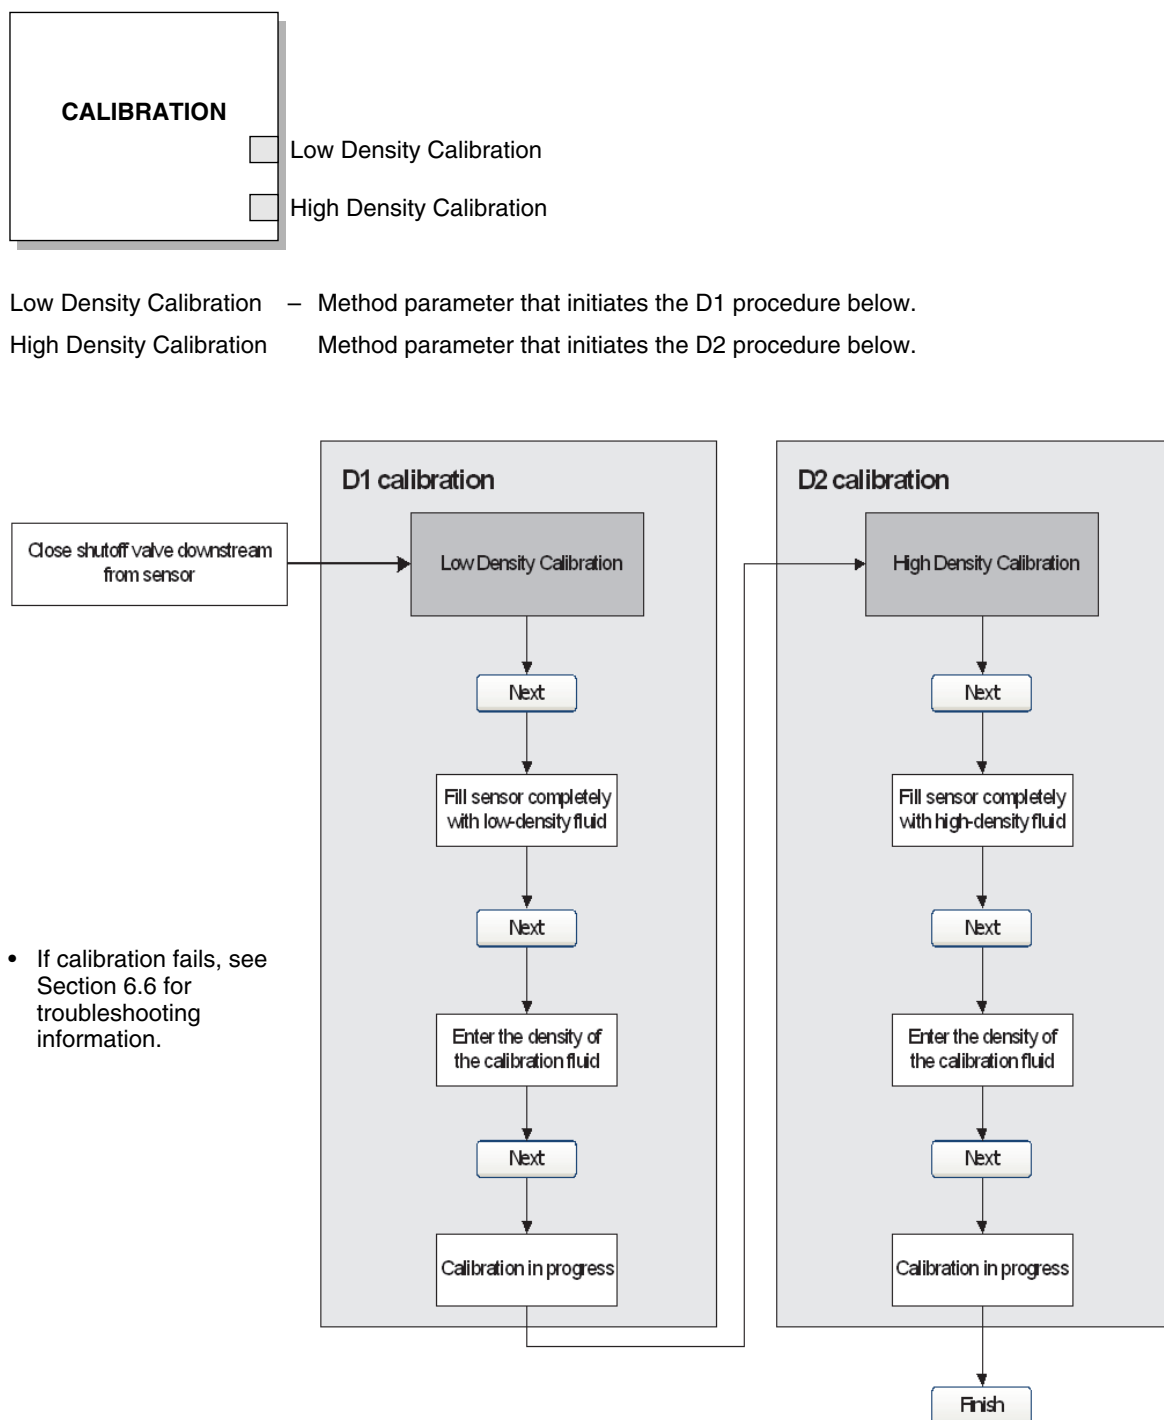 CALIBRATION
Low Density Calibration
High Density Calibration
Low Density Calibration – Method parameter that initiates the D1 procedure below.
High Density Calibration Method parameter that initiates the D2 procedure below.
Close shutoff valve downstream
from sensor
D1 calibration
Low Density Calibration
Next
Fill sensor completely
with low-density fluid
Next
Enter the density of
the calibration fluid
Next
Calibration in progress
D2 calibration
High Density Calibration
Next
Fill sensor completely
with high-density fluid
Next
Enter the density of
the calibration fluid
Next
Calibration in progress
Finish
• If calibration fails, see
Section 6.6 for
troubleshooting
information.